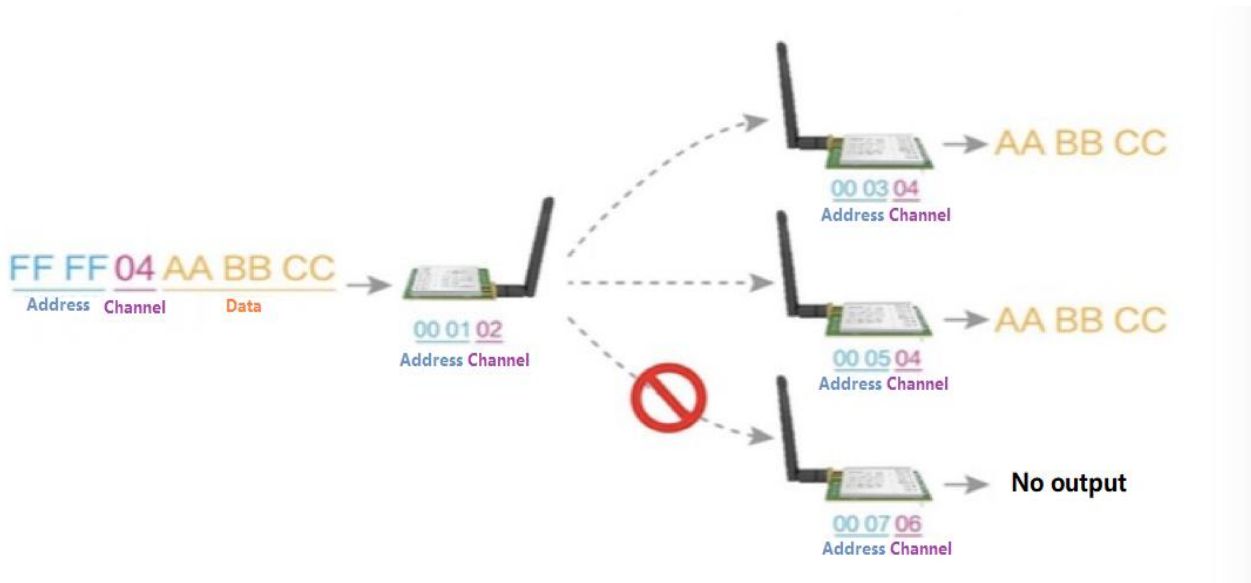 AA BB CC
00 03 04
Address Channel
FF FF 04 AA BB CC
Address Channel Data
00 01 02
Address Channel
AA BB CC
00 05 04
Address Channel
No output
00 07 06
Address Channel